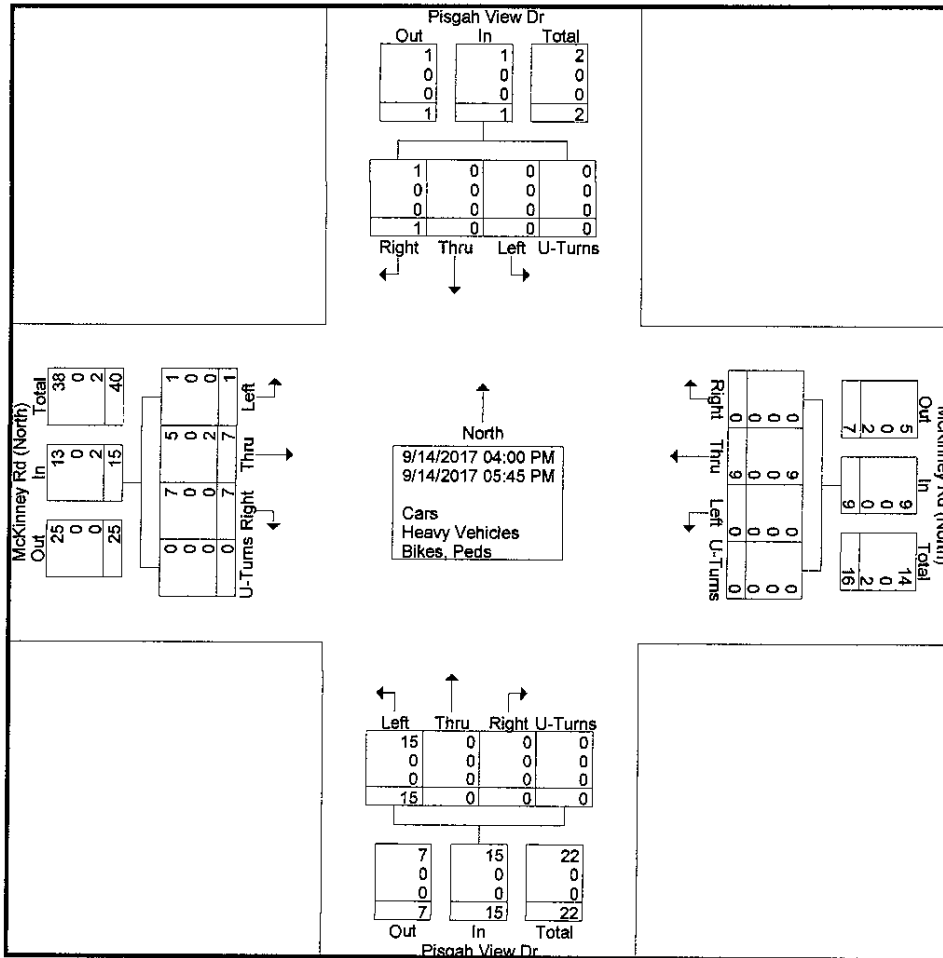 Pisgah View Dr
Out In Total
1 1 2
0 0 0
0 0 0
1 1 2
1 0 0 0
0 0 0 0
0 0 0 0
1 0 0 0
Right Thru Left U-Turns
McKinney Rd (North)
Total In Out
38 13 25
0 0 0
2 2 0
40 15 25
1 5 7 0
0 0 0 0
0 2 0 0
1 7 7 0
Left Thru Right U-Turns
North
9/14/2017 04:00 PM
9/14/2017 05:45 PM
Cars
Heavy Vehicles
Bikes, Peds
Right Thru Left U-Turns
0 9 0 0
0 0 0 0
0 0 0 0
0 9 0 0
McKinney Rd (North)
Out In Total
5 9 14
0 0 0
2 0 2
7 9 16
Left Thru Right U-Turns
15 0 0 0
0 0 0 0
0 0 0 0
15 0 0 0
7 15 22
0 0 0
0 0 0
7 15 22
Out In Total
Pisgah View Dr